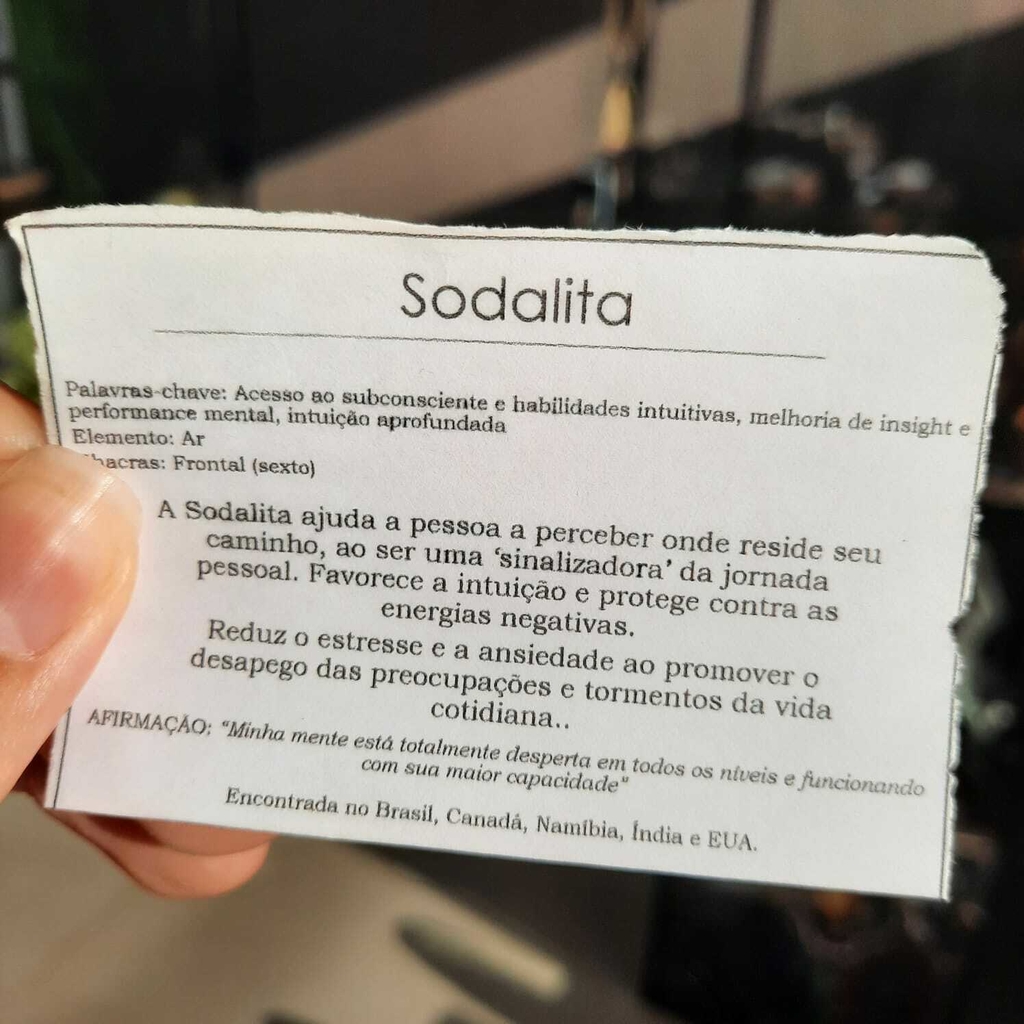 Sodalita
Palavras-chave: Acesso ao subconsciente e habilidades intuitivas, melhoria de insight e
performance mental, intuição aprofundada
Elemento: Ar
hacras: Frontal (sexto)
A Sodalita ajuda a pessoa a perceber onde reside seu
caminho, ao ser uma ‘sinalizadora’ da jornada
pessoal. Favorece a intuição e protege contra as
energias negativas.
Reduz o estresse e a ansiedade ao promover o
desapego das preocupações e tormentos da vida
cotidiana..
AFIRMAÇÃO: “Minha mente está totalmente desperta em todos os níveis e funcionando
com sua maior capacidade”
Encontrada no Brasil, Canadá, Namíbia, Índia e EUA.